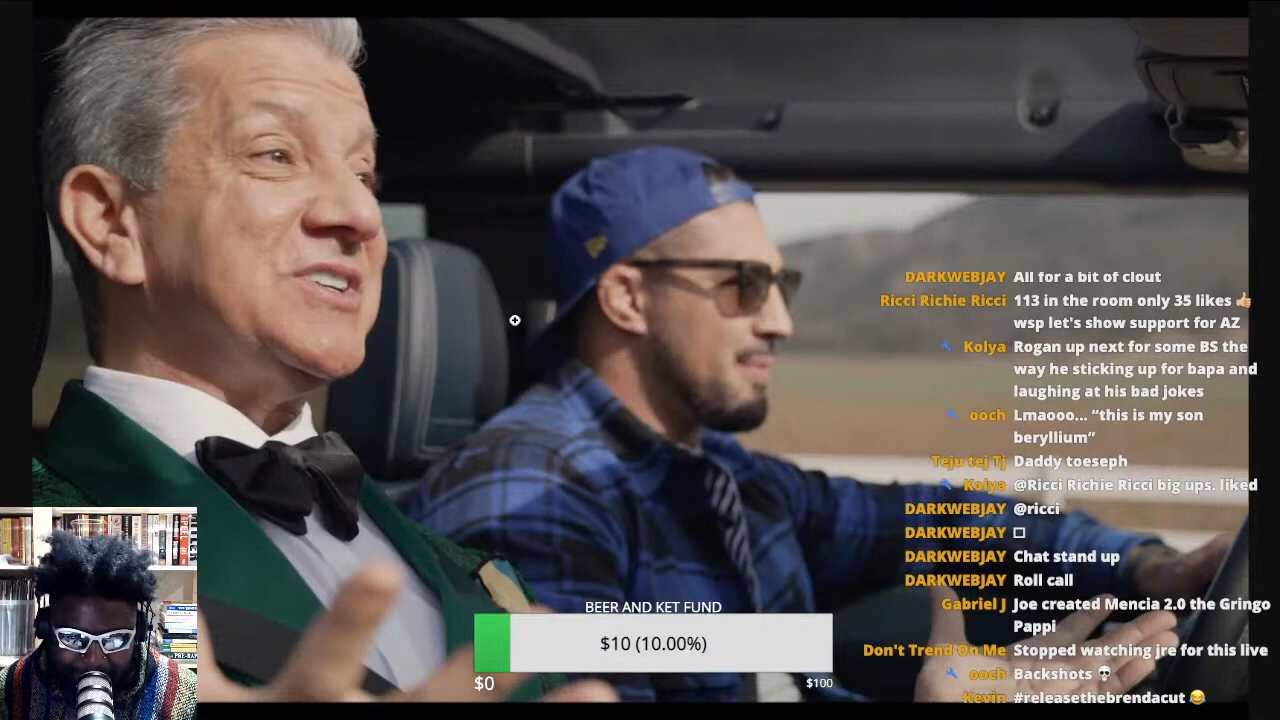 DARKWEBJAY All for a bit of clout
Ricci Richie Ricci 113 in the room only 35 likes 👍🏼
wsp let's show support for AZ
Kolya Rogan up next for some BS the
way he sticking up for bapa and
laughing at his bad jokes
ooch Lmaooo... “this is my son
beryllium”
Teju tej Tj Daddy toeseph
Kolya @Ricci Richie Ricci big ups. liked
DARKWEBJAY @ricci
DARKWEBJAY □
DARKWEBJAY Chat stand up
DARKWEBJAY Roll call
Gabriel J Joe created Mencia 2.0 the Gringo
Pappi
Don't Trend On Me Stopped watching jre for this live
ooch Backshots 💀
Kevin #releasethebrendacut 😂
BEER AND KET FUND
$10 (10.00%)
$0
$100